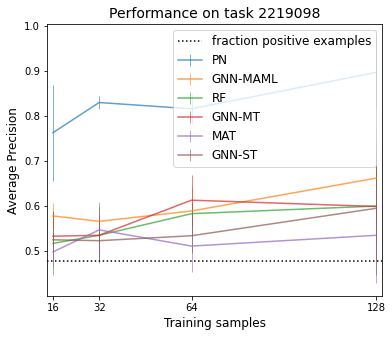 Performance on task 2219098
1.0
0.9
0.8
0.7
0.6
0.5
Average Precision
fraction positive examples
PN
GNN-MAML
RF
GNN-MT
MAT
GNN-ST
16
32
64
128
Training samples